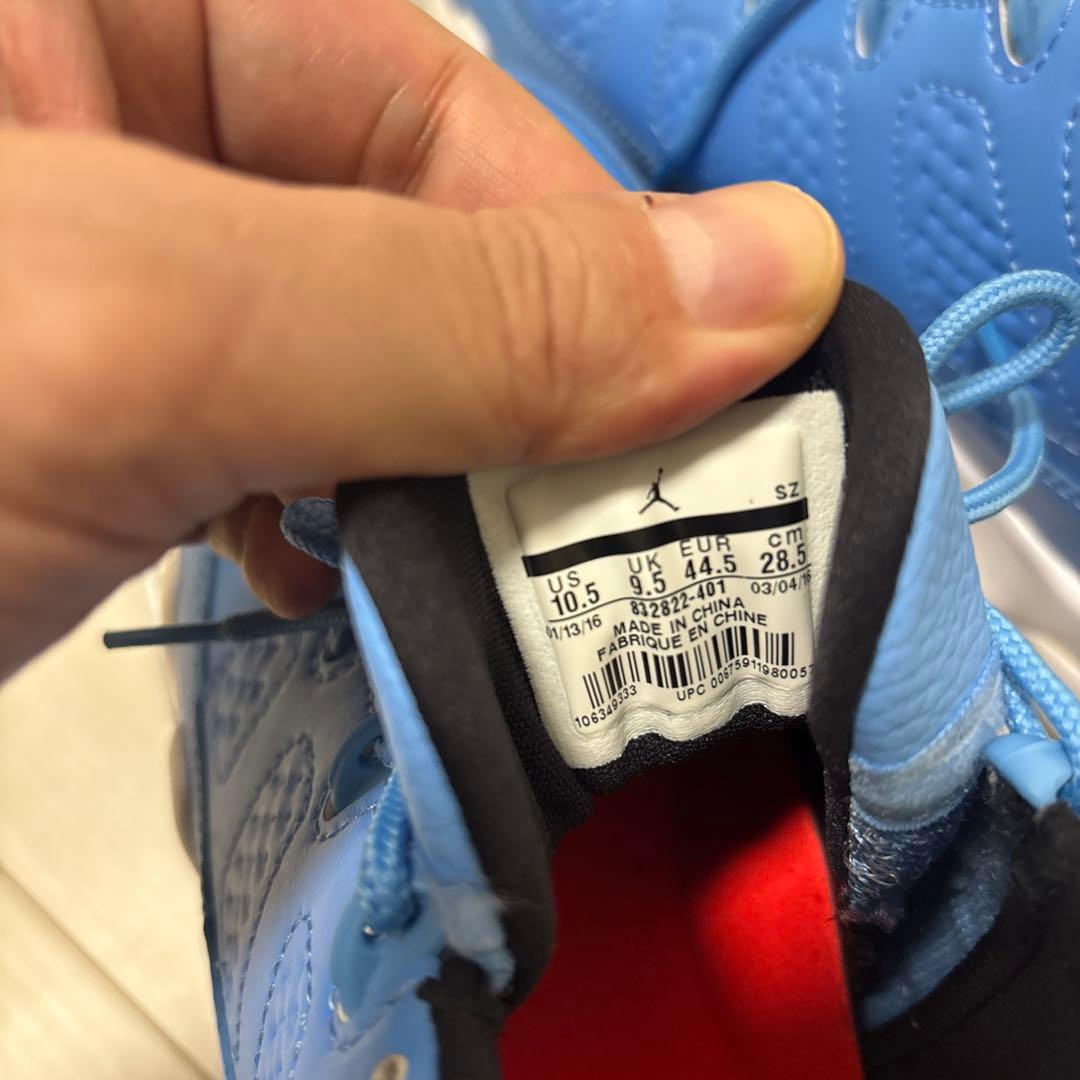 SZ
US UK EUR cm
10.5 9.5 44.5 28.5
01/13/16 832822-401 03/04/16
MADE IN CHINA
FABRIQUE EN CHINE
106349333 UPC 00675911980057